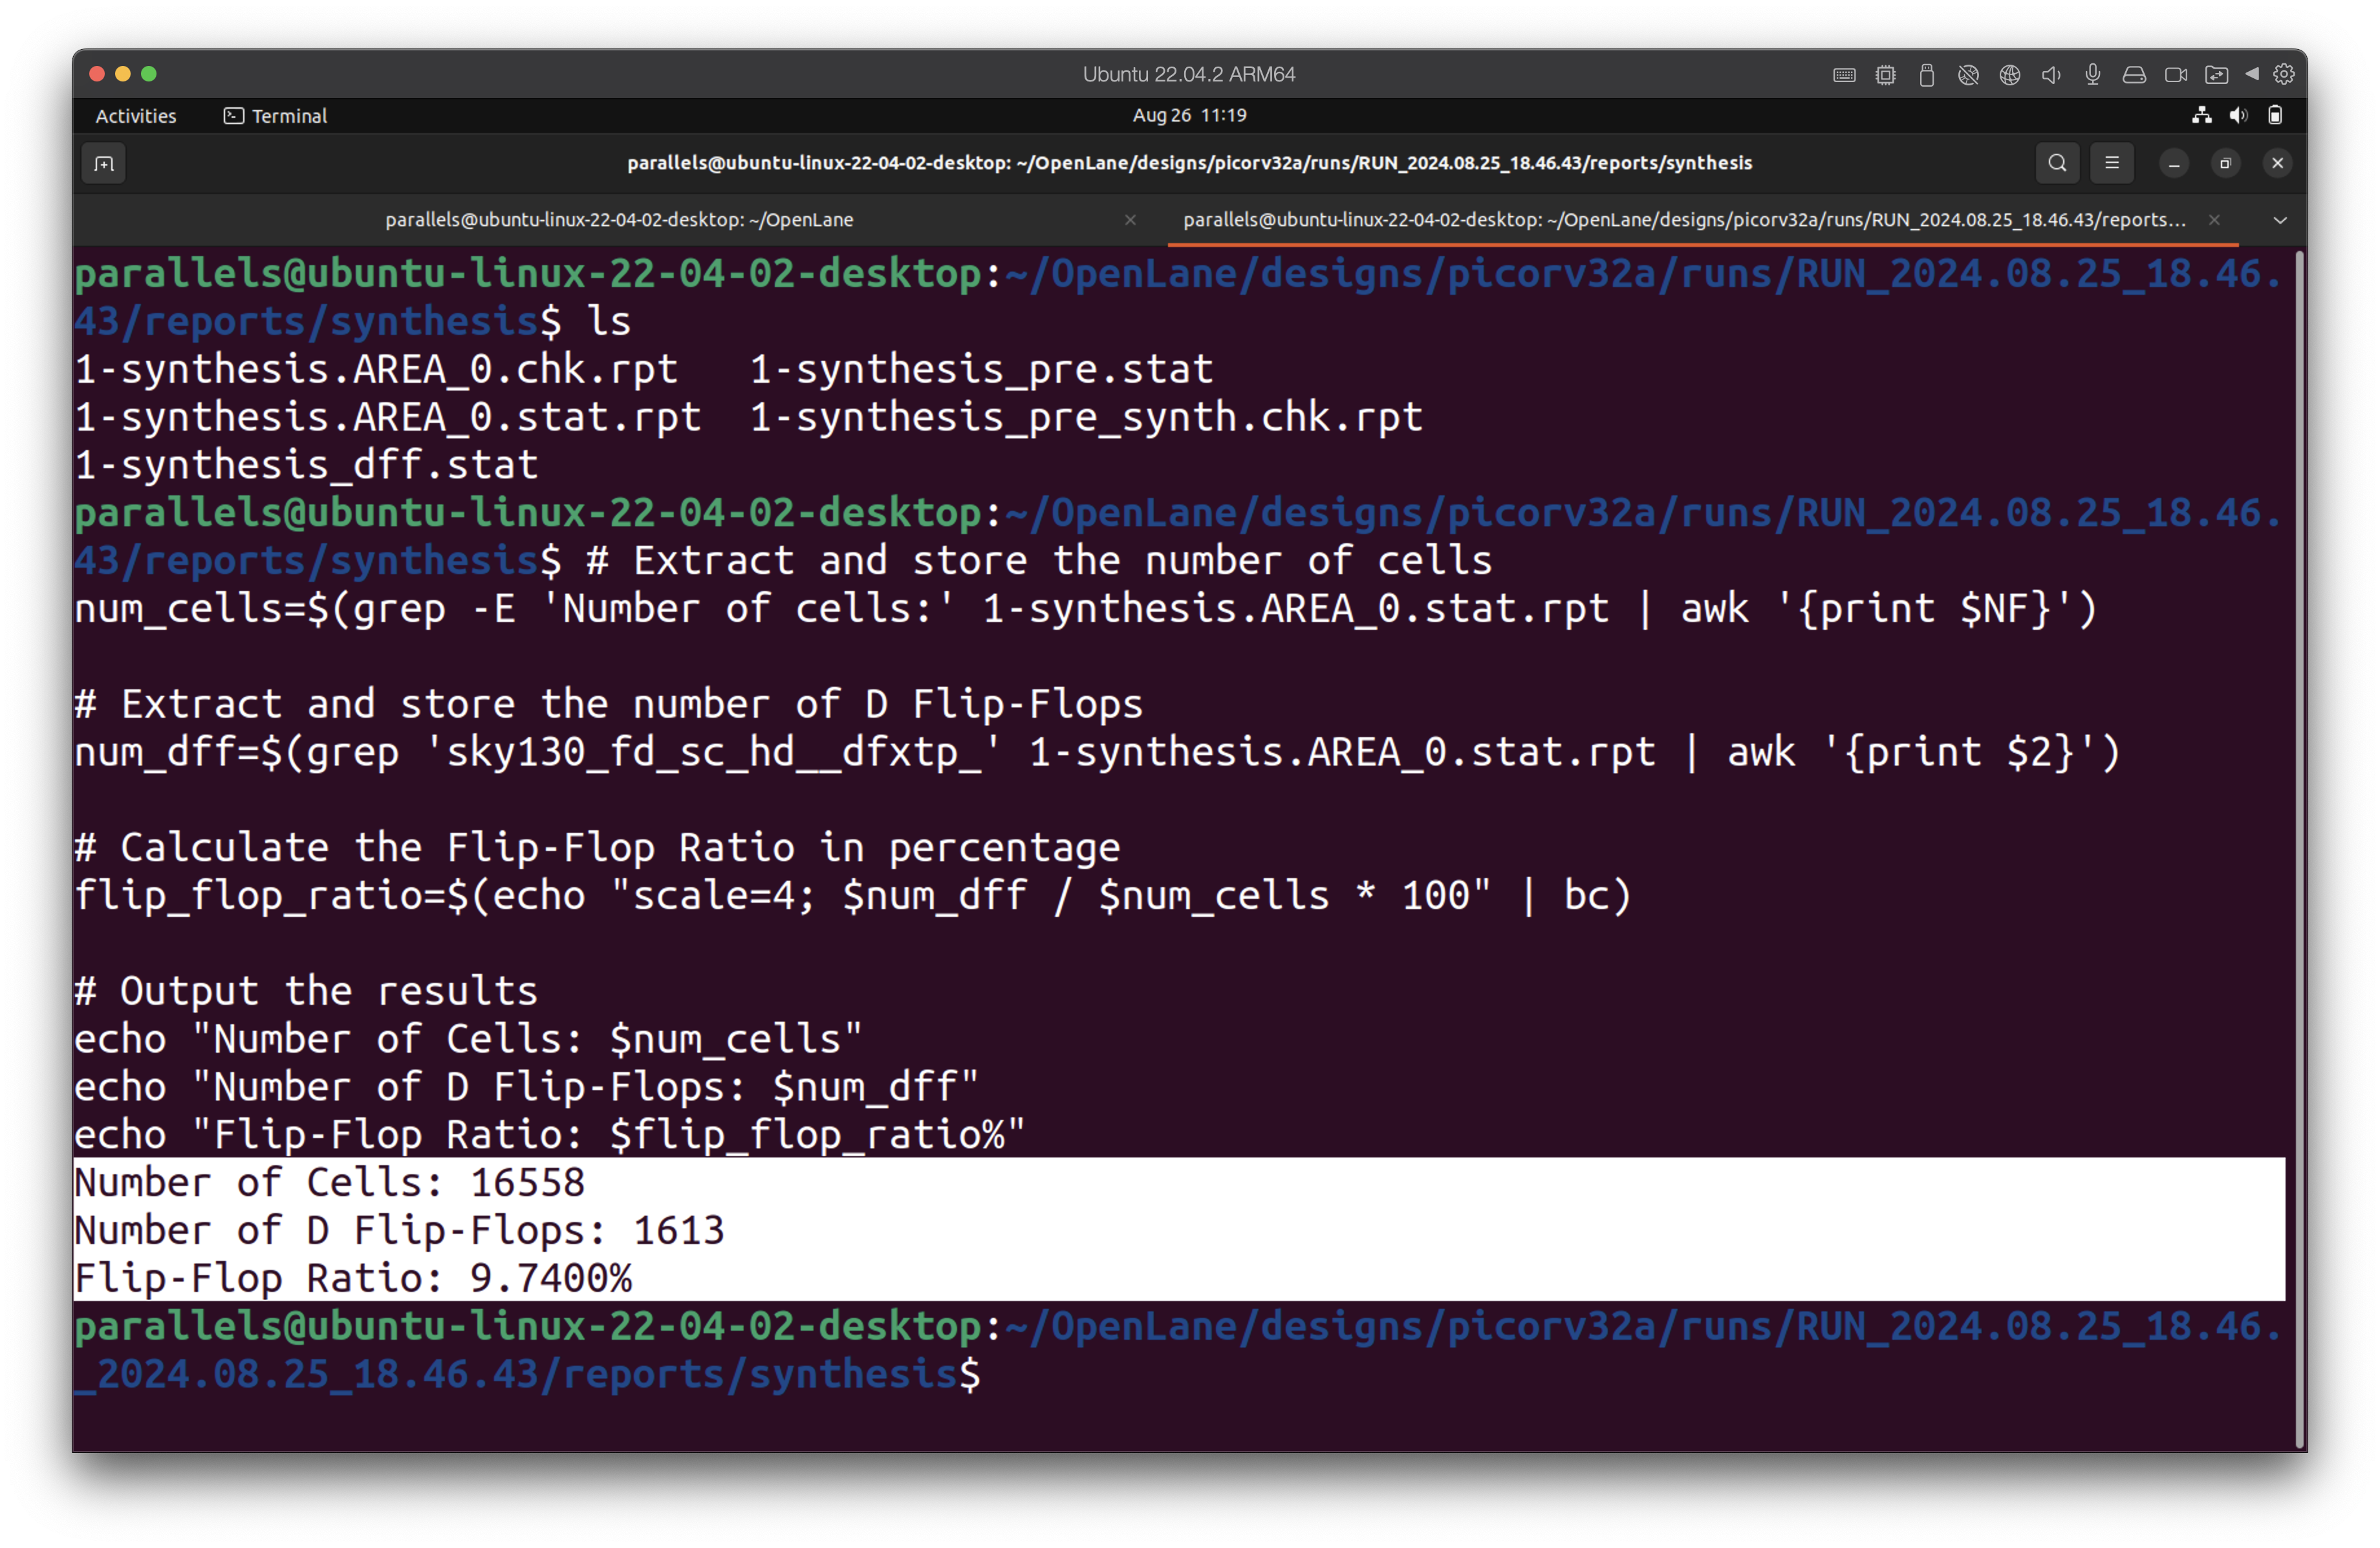 Ubuntu 22.04.2 ARM64
Activities
Terminal
Aug 26 11:19
parallels@ubuntu-linux-22-04-02-desktop: ~/OpenLane/designs/picorv32a/runs/RUN_2024.08.25_18.46.43/reports/synthesis
parallels@ubuntu-linux-22-04-02-desktop: ~/OpenLane
parallels@ubuntu-linux-22-04-02-desktop: ~/OpenLane/designs/picorv32a/runs/RUN_2024.08.25_18.46.43/reports...
parallels@ubuntu-linux-22-04-02-desktop:~/OpenLane/designs/picorv32a/runs/RUN_2024.08.25_18.46.
43/reports/synthesis$ ls
1-synthesis.AREA_0.chk.rpt   1-synthesis_pre.stat
1-synthesis.AREA_0.stat.rpt  1-synthesis_pre_synth.chk.rpt
1-synthesis_dff.stat
parallels@ubuntu-linux-22-04-02-desktop:~/OpenLane/designs/picorv32a/runs/RUN_2024.08.25_18.46.
43/reports/synthesis$ # Extract and store the number of cells
num_cells=$(grep -E 'Number of cells:' 1-synthesis.AREA_0.stat.rpt | awk '{print $NF}')
# Extract and store the number of D Flip-Flops
num_dff=$(grep 'sky130_fd_sc_hd__dfxtp_' 1-synthesis.AREA_0.stat.rpt | awk '{print $2}')
# Calculate the Flip-Flop Ratio in percentage
flip_flop_ratio=$(echo "scale=4; $num_dff / $num_cells * 100" | bc)
# Output the results
echo "Number of Cells: $num_cells"
echo "Number of D Flip-Flops: $num_dff"
echo "Flip-Flop Ratio: $flip_flop_ratio%"
Number of Cells: 16558
Number of D Flip-Flops: 1613
Flip-Flop Ratio: 9.7400%
parallels@ubuntu-linux-22-04-02-desktop:~/OpenLane/designs/picorv32a/runs/RUN_2024.08.25_18.46.
_2024.08.25_18.46.43/reports/synthesis$